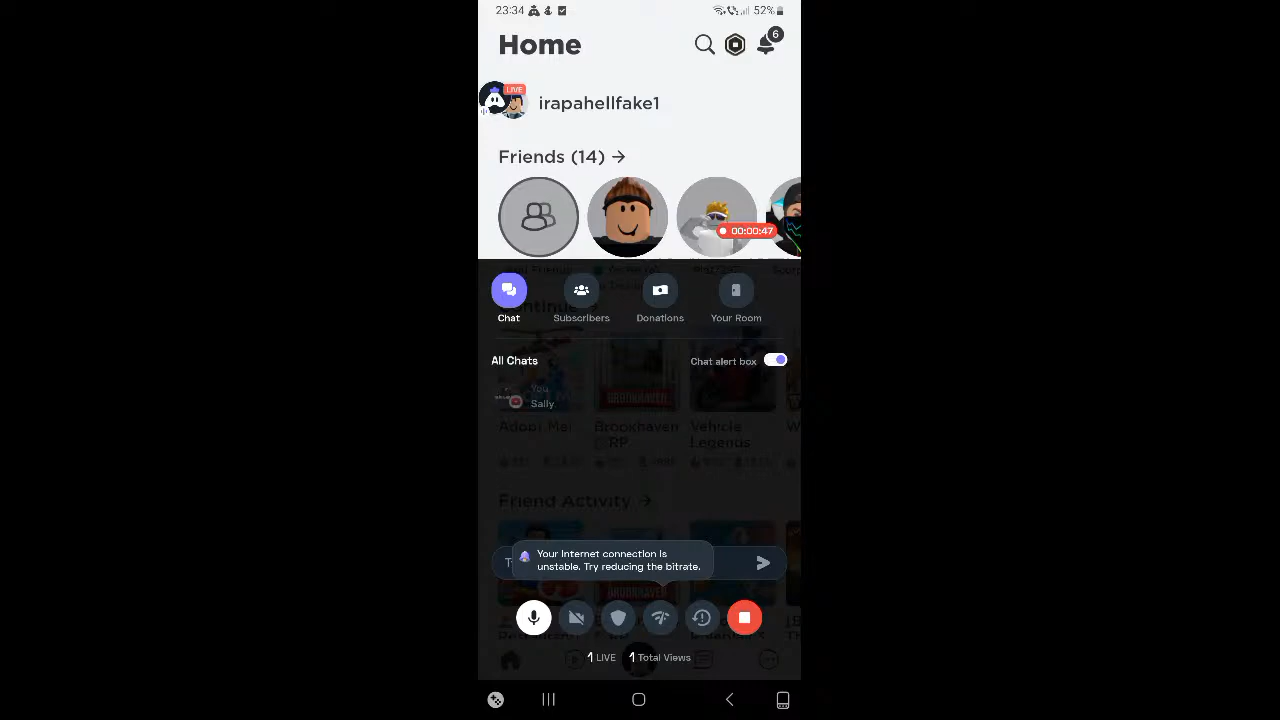 23:34
52%
Home
6
LIVE
irapahellfake1
Friends (14) →
00:00:47
Chat
Subscribers
Donations
Your Room
Continue
All Chats
Chat alert box
You
Sally
Adopt Me!
Brookhaven
RP
Vehicle
Legends
W
Friend Activity →
Your Internet connection is
unstable. Try reducing the bitrate.
1 LIVE
1 Total Views